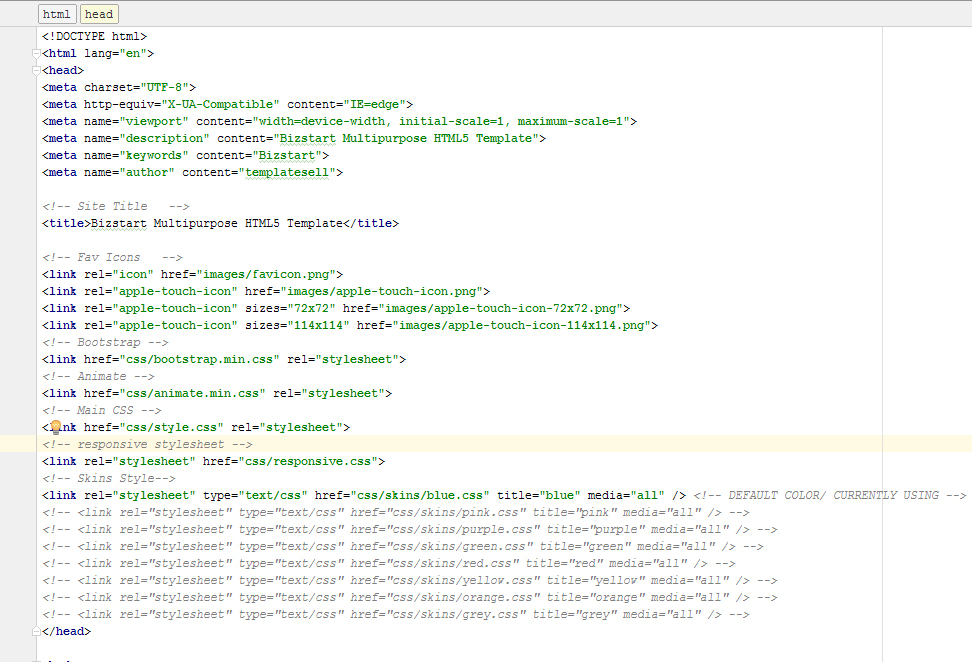 html head
<!DOCTYPE html>
<html lang="en">
<head>
<meta charset="UTF-8">
<meta http-equiv="X-UA-Compatible" content="IE=edge">
<meta name="viewport" content="width=device-width, initial-scale=1, maximum-scale=1">
<meta name="description" content="Bizstart Multipurpose HTML5 Template">
<meta name="keywords" content="Bizstart">
<meta name="author" content="templatesell">
<!-- Site Title   -->
<title>Bizstart Multipurpose HTML5 Template</title>
<!-- Fav Icons   -->
<link rel="icon" href="images/favicon.png">
<link rel="apple-touch-icon" href="images/apple-touch-icon.png">
<link rel="apple-touch-icon" sizes="72x72" href="images/apple-touch-icon-72x72.png">
<link rel="apple-touch-icon" sizes="114x114" href="images/apple-touch-icon-114x114.png">
<!-- Bootstrap -->
<link href="css/bootstrap.min.css" rel="stylesheet">
<!-- Animate -->
<link href="css/animate.min.css" rel="stylesheet">
<!-- Main CSS -->
<link href="css/style.css" rel="stylesheet">
<!-- responsive stylesheet -->
<link rel="stylesheet" href="css/responsive.css">
<!-- Skins Style-->
<link rel="stylesheet" type="text/css" href="css/skins/blue.css" title="blue" media="all" /> <!-- DEFAULT COLOR/ CURRENTLY USING -->
<!-- <link rel="stylesheet" type="text/css" href="css/skins/pink.css" title="pink" media="all" /> -->
<!-- <link rel="stylesheet" type="text/css" href="css/skins/purple.css" title="purple" media="all" /> -->
<!-- <link rel="stylesheet" type="text/css" href="css/skins/green.css" title="green" media="all" /> -->
<!-- <link rel="stylesheet" type="text/css" href="css/skins/red.css" title="red" media="all" /> -->
<!-- <link rel="stylesheet" type="text/css" href="css/skins/yellow.css" title="yellow" media="all" /> -->
<!-- <link rel="stylesheet" type="text/css" href="css/skins/orange.css" title="orange" media="all" /> -->
<!-- <link rel="stylesheet" type="text/css" href="css/skins/grey.css" title="grey" media="all" /> -->
</head>